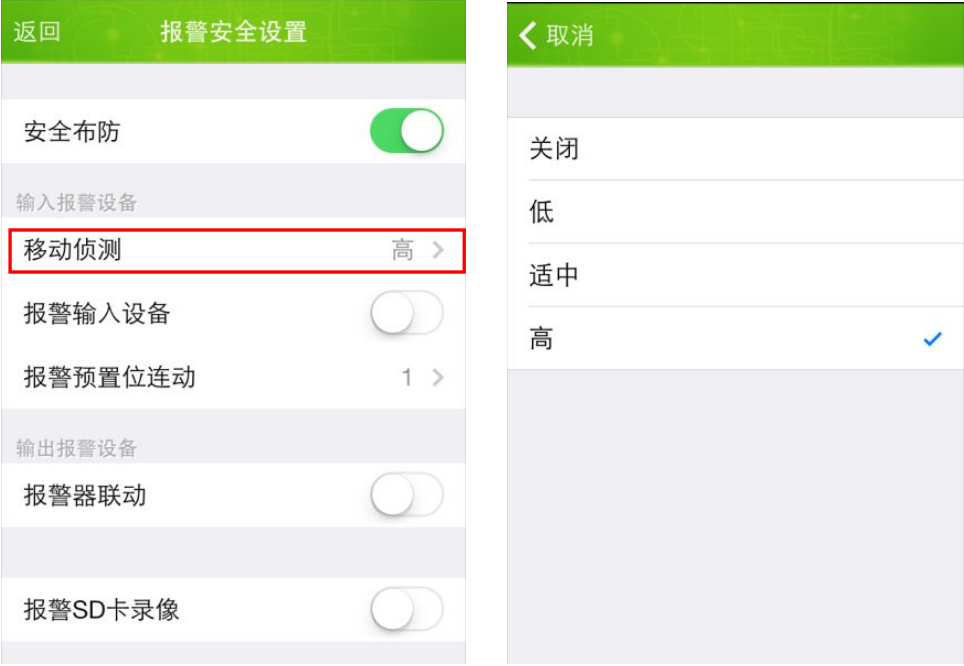 返回 报警安全设置
安全布防
输入报警设备
移动侦测 高
报警输入设备
报警预置位连动 1
输出报警设备
报警器联动
报警SD卡录像
取消
关闭
低
适中
高